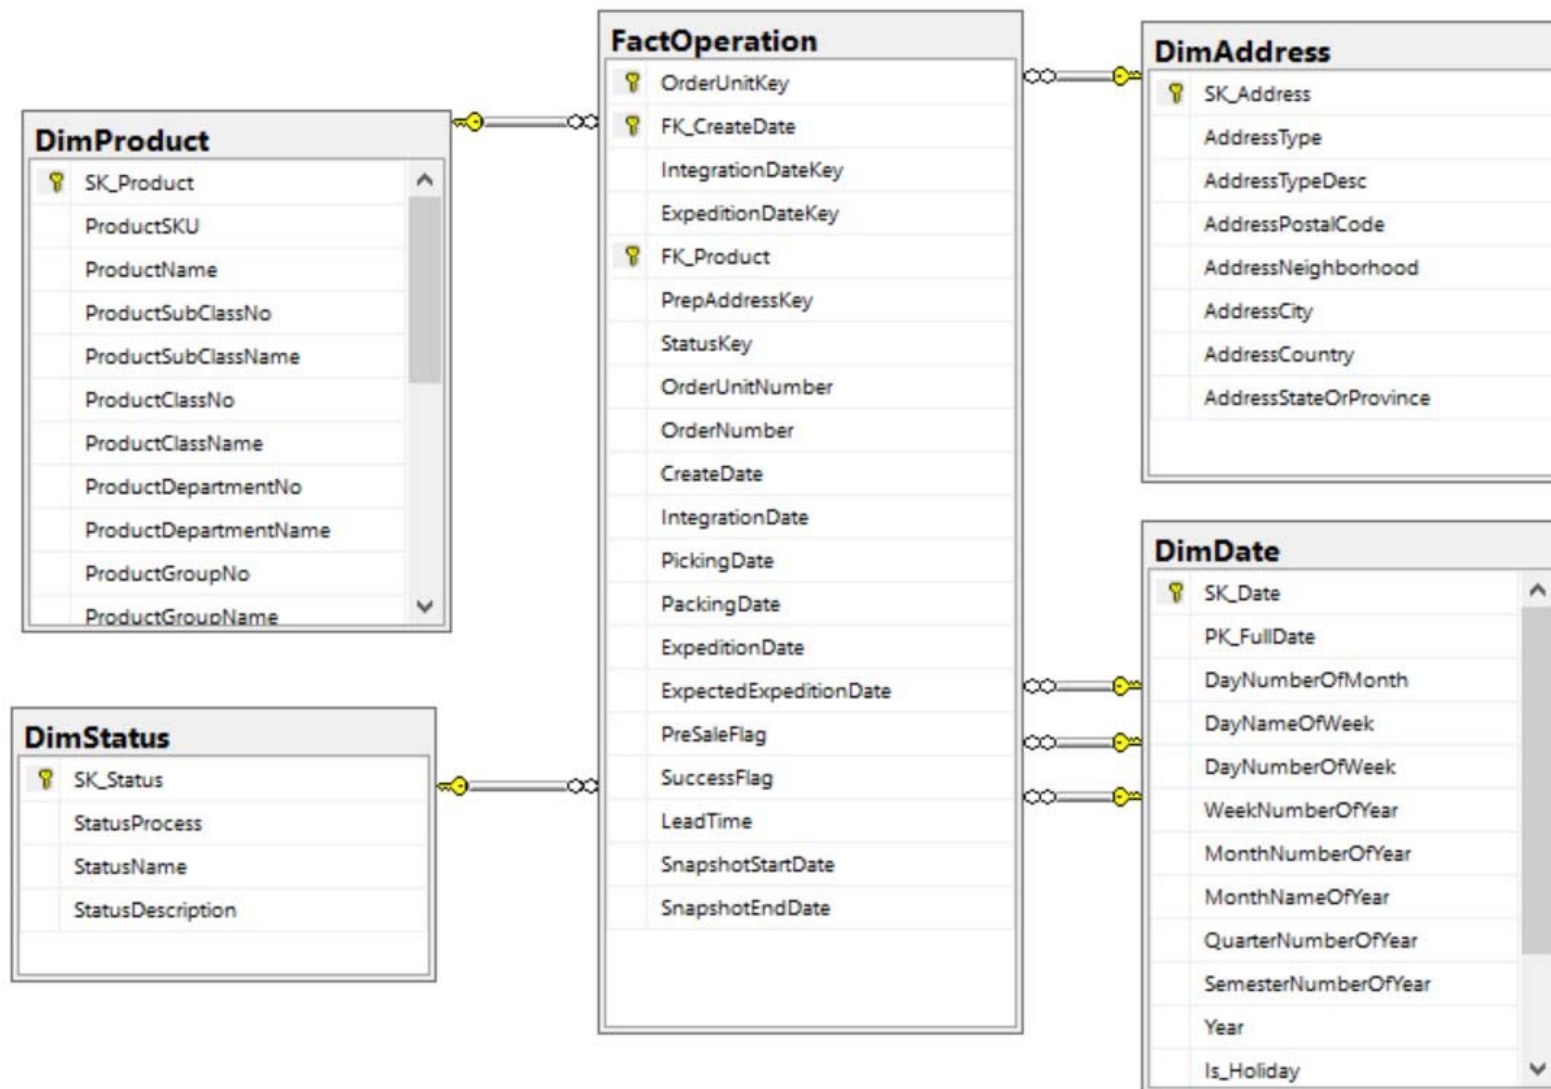 DimProduct
SK_Product
ProductSKU
ProductName
ProductSubClassNo
ProductSubClassName
ProductClassNo
ProductClassName
ProductDepartmentNo
ProductDepartmentName
ProductGroupNo
ProductGroupName
DimStatus
SK_Status
StatusProcess
StatusName
StatusDescription
FactOperation
OrderUnitKey
FK_CreateDate
IntegrationDateKey
ExpeditionDateKey
FK_Product
PrepAddressKey
StatusKey
OrderUnitNumber
OrderNumber
CreateDate
IntegrationDate
PickingDate
PackingDate
ExpeditionDate
ExpectedExpeditionDate
PreSaleFlag
SuccessFlag
LeadTime
SnapshotStartDate
SnapshotEndDate
DimAddress
SK_Address
AddressType
AddressTypeDesc
AddressPostalCode
AddressNeighborhood
AddressCity
AddressCountry
AddressStateOrProvince
DimDate
SK_Date
PK_FullDate
DayNumberOfMonth
DayNameOfWeek
DayNumberOfWeek
WeekNumberOfYear
MonthNumberOfYear
MonthNameOfYear
QuarterNumberOfYear
SemesterNumberOfYear
Year
Is_Holiday